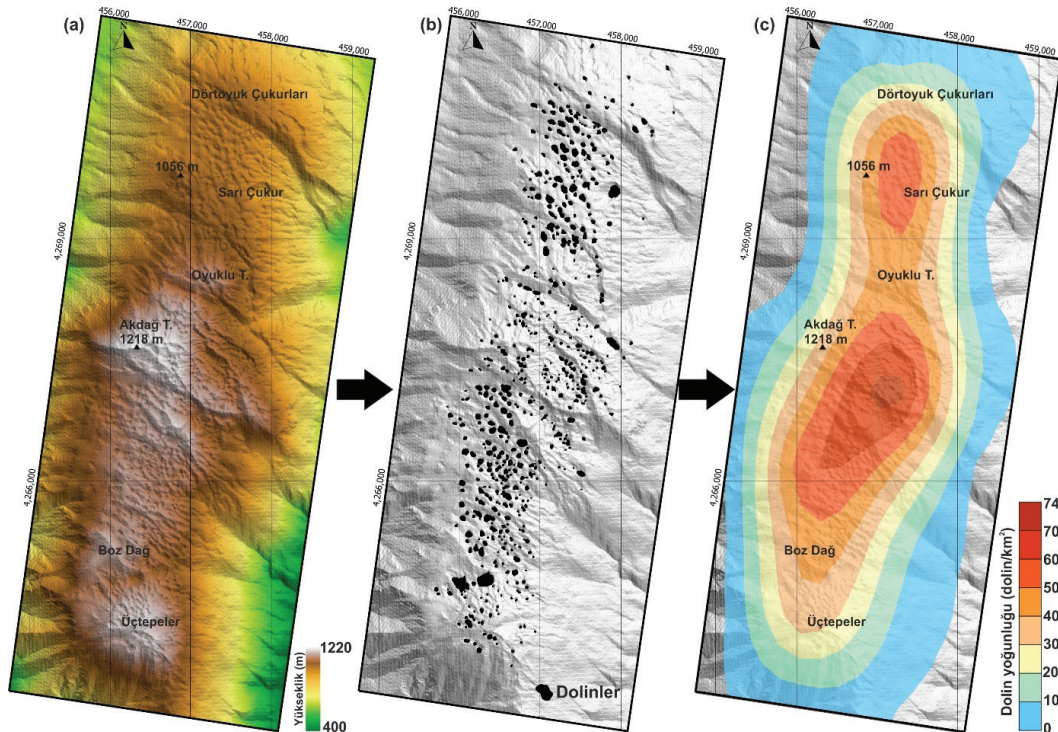 (a)
N
456,000
457,000
458,000
459,000
Dörtoyuk Çukurları
1056 m
Sarı Çukur
4,269,000
Oyuklu T.
Akdağ T.
1218 m
4,266,000
Boz Dağ
Üçtepeler
Yükseklik (m)
1220
400
(b)
N
456,000
457,000
458,000
459,000
4,269,000
4,266,000
Dolinler
(c)
N
456,000
457,000
458,000
459,000
Dörtoyuk Çukurları
1056 m
Sarı Çukur
4,269,000
Oyuklu T.
Akdağ T.
1218 m
4,266,000
Boz Dağ
Üçtepeler
Dolin yoğunluğu (dolin/km²)
74
70
60
50
40
30
20
10
0